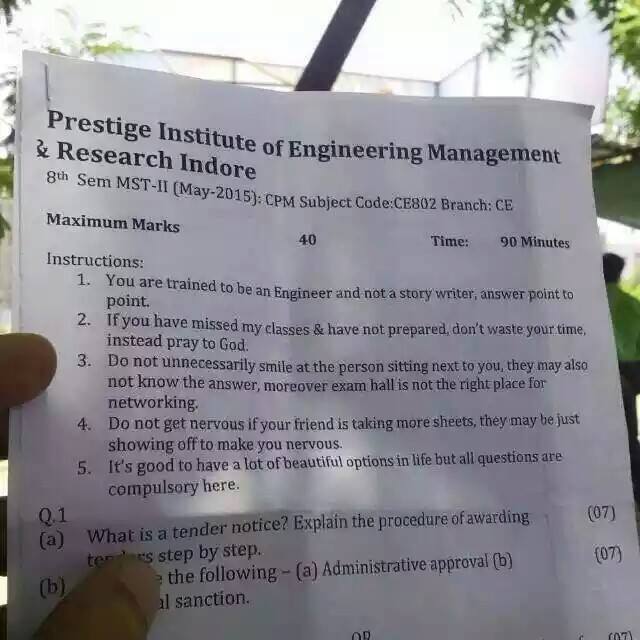 Prestige Institute of Engineering Management
& Research Indore
8th Sem MST-II (May-2015): CPM Subject Code:CE802 Branch: CE
Maximum Marks 40 Time: 90 Minutes
Instructions:
1. You are trained to be an Engineer and not a story writer, answer point to
point.
2. If you have missed my classes & have not prepared, don't waste your time,
instead pray to God.
3. Do not unnecessarily smile at the person sitting next to you, they may also
not know the answer, moreover exam hall is not the right place for
networking.
4. Do not get nervous if your friend is taking more sheets, they may be just
showing off to make you nervous.
5. It's good to have a lot of beautiful options in life but all questions are
compulsory here.
Q.1
(a) What is a tender notice? Explain the procedure of awarding (07)
step by step.
(b) the following – (a) Administrative approval (b) (07)
sanction.
OR (07)